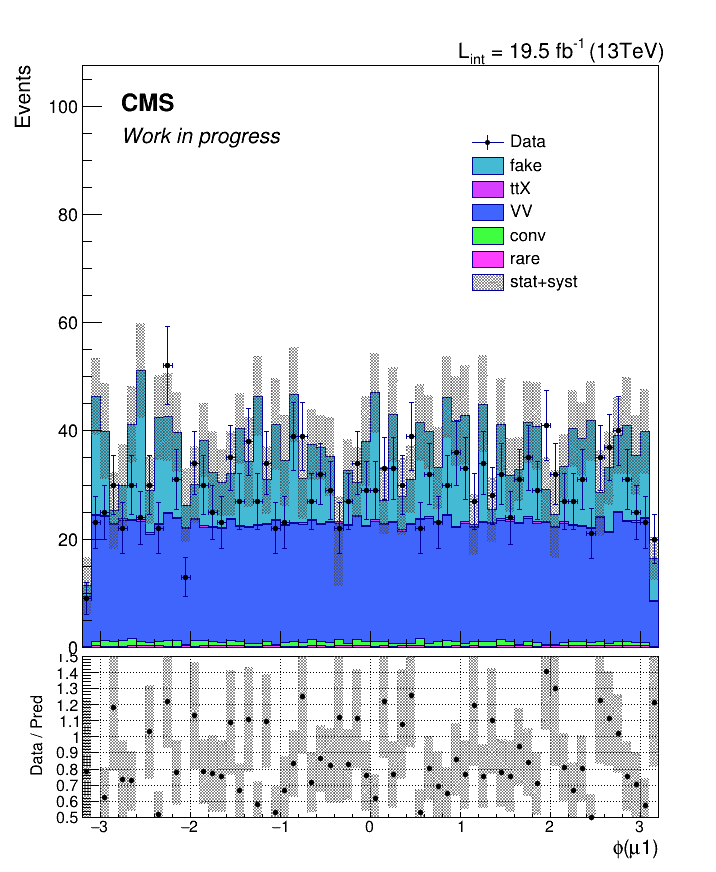 L_int = 19.5 fb^-1 (13TeV)
Events
CMS
Work in progress
Data
fake
ttX
VV
conv
rare
stat+syst
100
80
60
40
20
0
Data / Pred
1.5
1.4
1.3
1.2
1.1
1
0.9
0.8
0.7
0.6
0.5
−3 −2 −1 0 1 2 3
ϕ(μ1)